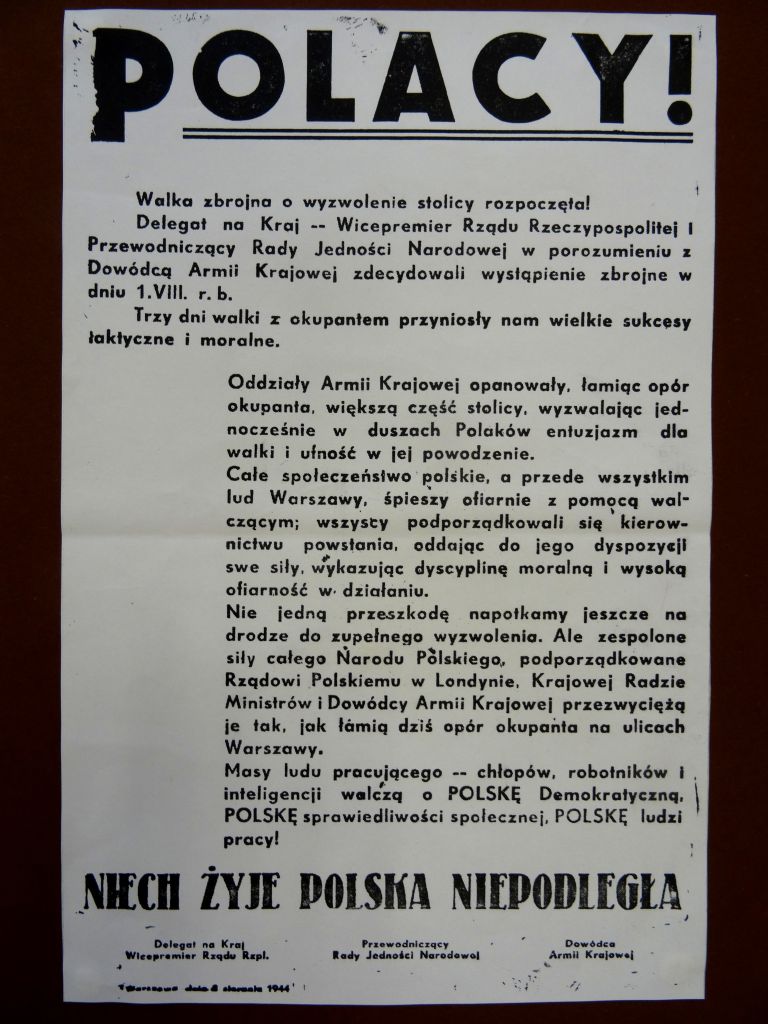 POLACY!
Walka zbrojna o wyzwolenie stolicy rozpoczęta!
Delegat na Kraj -- Wicepremier Rządu Rzeczypospolitej I
Przewodniczący Rady Jedności Narodowej w porozumieniu z
Dowódcą Armii Krajowej zdecydowali wystąpienie zbrojne w
dniu 1.VIII. r. b.
Trzy dni walki z okupantem przyniosły nam wielkie sukcesy
taktyczne i moralne.
Oddziały Armii Krajowej opanowały, łamiąc opór
okupanta, większą część stolicy, wyzwalając jed-
nocześnie w duszach Polaków entuzjazm dla
walki i ufność w jej powodzenie.
Całe społeczeństwo polskie, a przede wszystkim
lud Warszawy, śpieszy ofiarnie z pomocą wal-
czącym; wszyscy podporządkowali się kierow-
nictwu powstania, oddając do jego dyspozycji
swe siły, wykazując dyscyplinę moralną i wysoką
ofiarność w działaniu.
Nie jedną przeszkodę napotkamy jeszcze na
drodze do zupełnego wyzwolenia. Ale zespolone
siły całego Narodu Polskiego, podporządkowane
Rządowi Polskiemu w Londynie, Krajowej Radzie
Ministrów i Dowódcy Armii Krajowej przezwyciężą
je tak, jak łamią dziś opór okupanta na ulicach
Warszawy.
Masy ludu pracującego -- chłopów, robotników i
inteligencji walczą o POLSKĘ Demokratyczną,
POLSKĘ sprawiedliwości społecznej, POLSKĘ ludzi
pracy!
NIECH ŻYJE POLSKA NIEPODLEGŁA
Delegat na Kraj
Wicepremier Rządu Rzpl.
Przewodniczący
Rady Jedności Narodowej
Dowódca
Armii Krajowej
Warszawa dnia sierpnia 1944